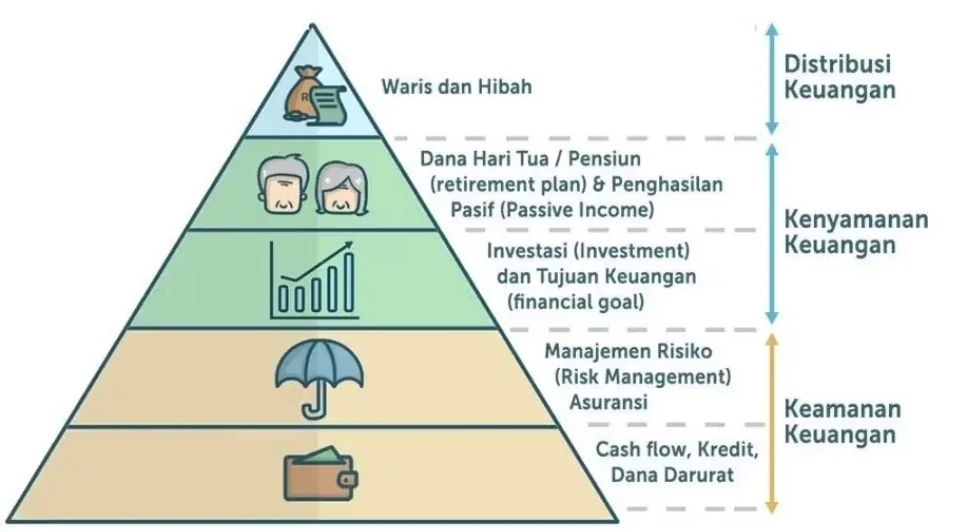 Waris dan Hibah
Distribusi
Keuangan
Dana Hari Tua / Pensiun
(retirement plan) & Penghasilan
Pasif (Passive Income)
Kenyamanan
Keuangan
Investasi (Investment)
dan Tujuan Keuangan
(financial goal)
Manajemen Risiko
(Risk Management)
Asuransi
Keamanan
Keuangan
Cash flow, Kredit,
Dana Darurat